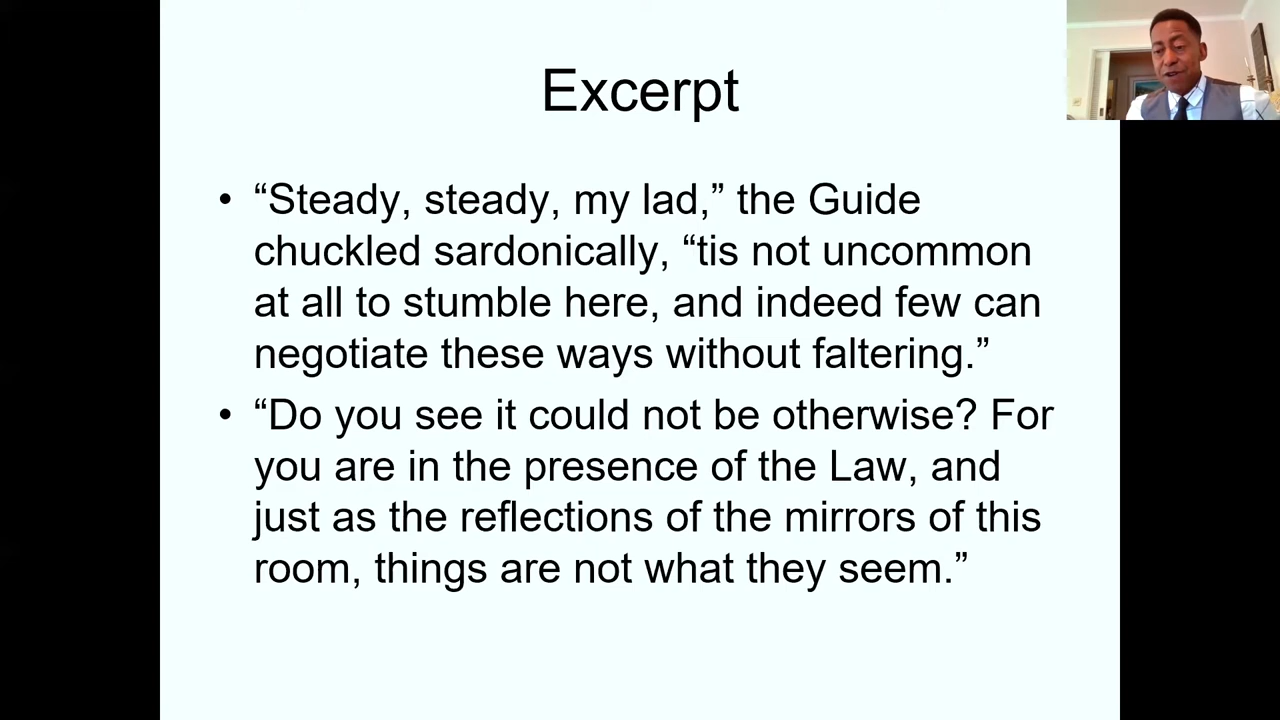 Excerpt
• “Steady, steady, my lad,” the Guide
chuckled sardonically, “tis not uncommon
at all to stumble here, and indeed few can
negotiate these ways without faltering.”
• “Do you see it could not be otherwise? For
you are in the presence of the Law, and
just as the reflections of the mirrors of this
room, things are not what they seem.”